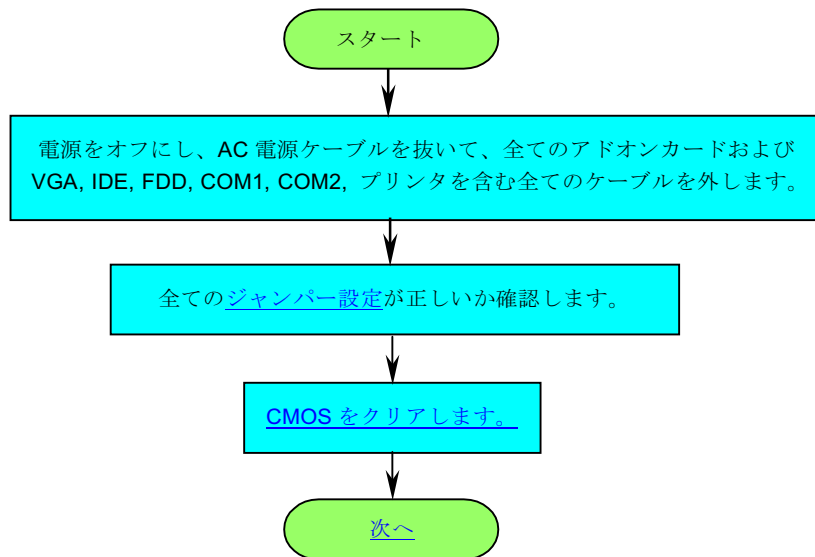 スタート
電源をオフにし、AC 電源ケーブルを抜いて、全てのアドオンカードおよび
VGA, IDE, FDD, COM1, COM2, プリンタを含む全てのケーブルを外します。
全てのジャンパー設定が正しいか確認します。
CMOS をクリアします。
次へ